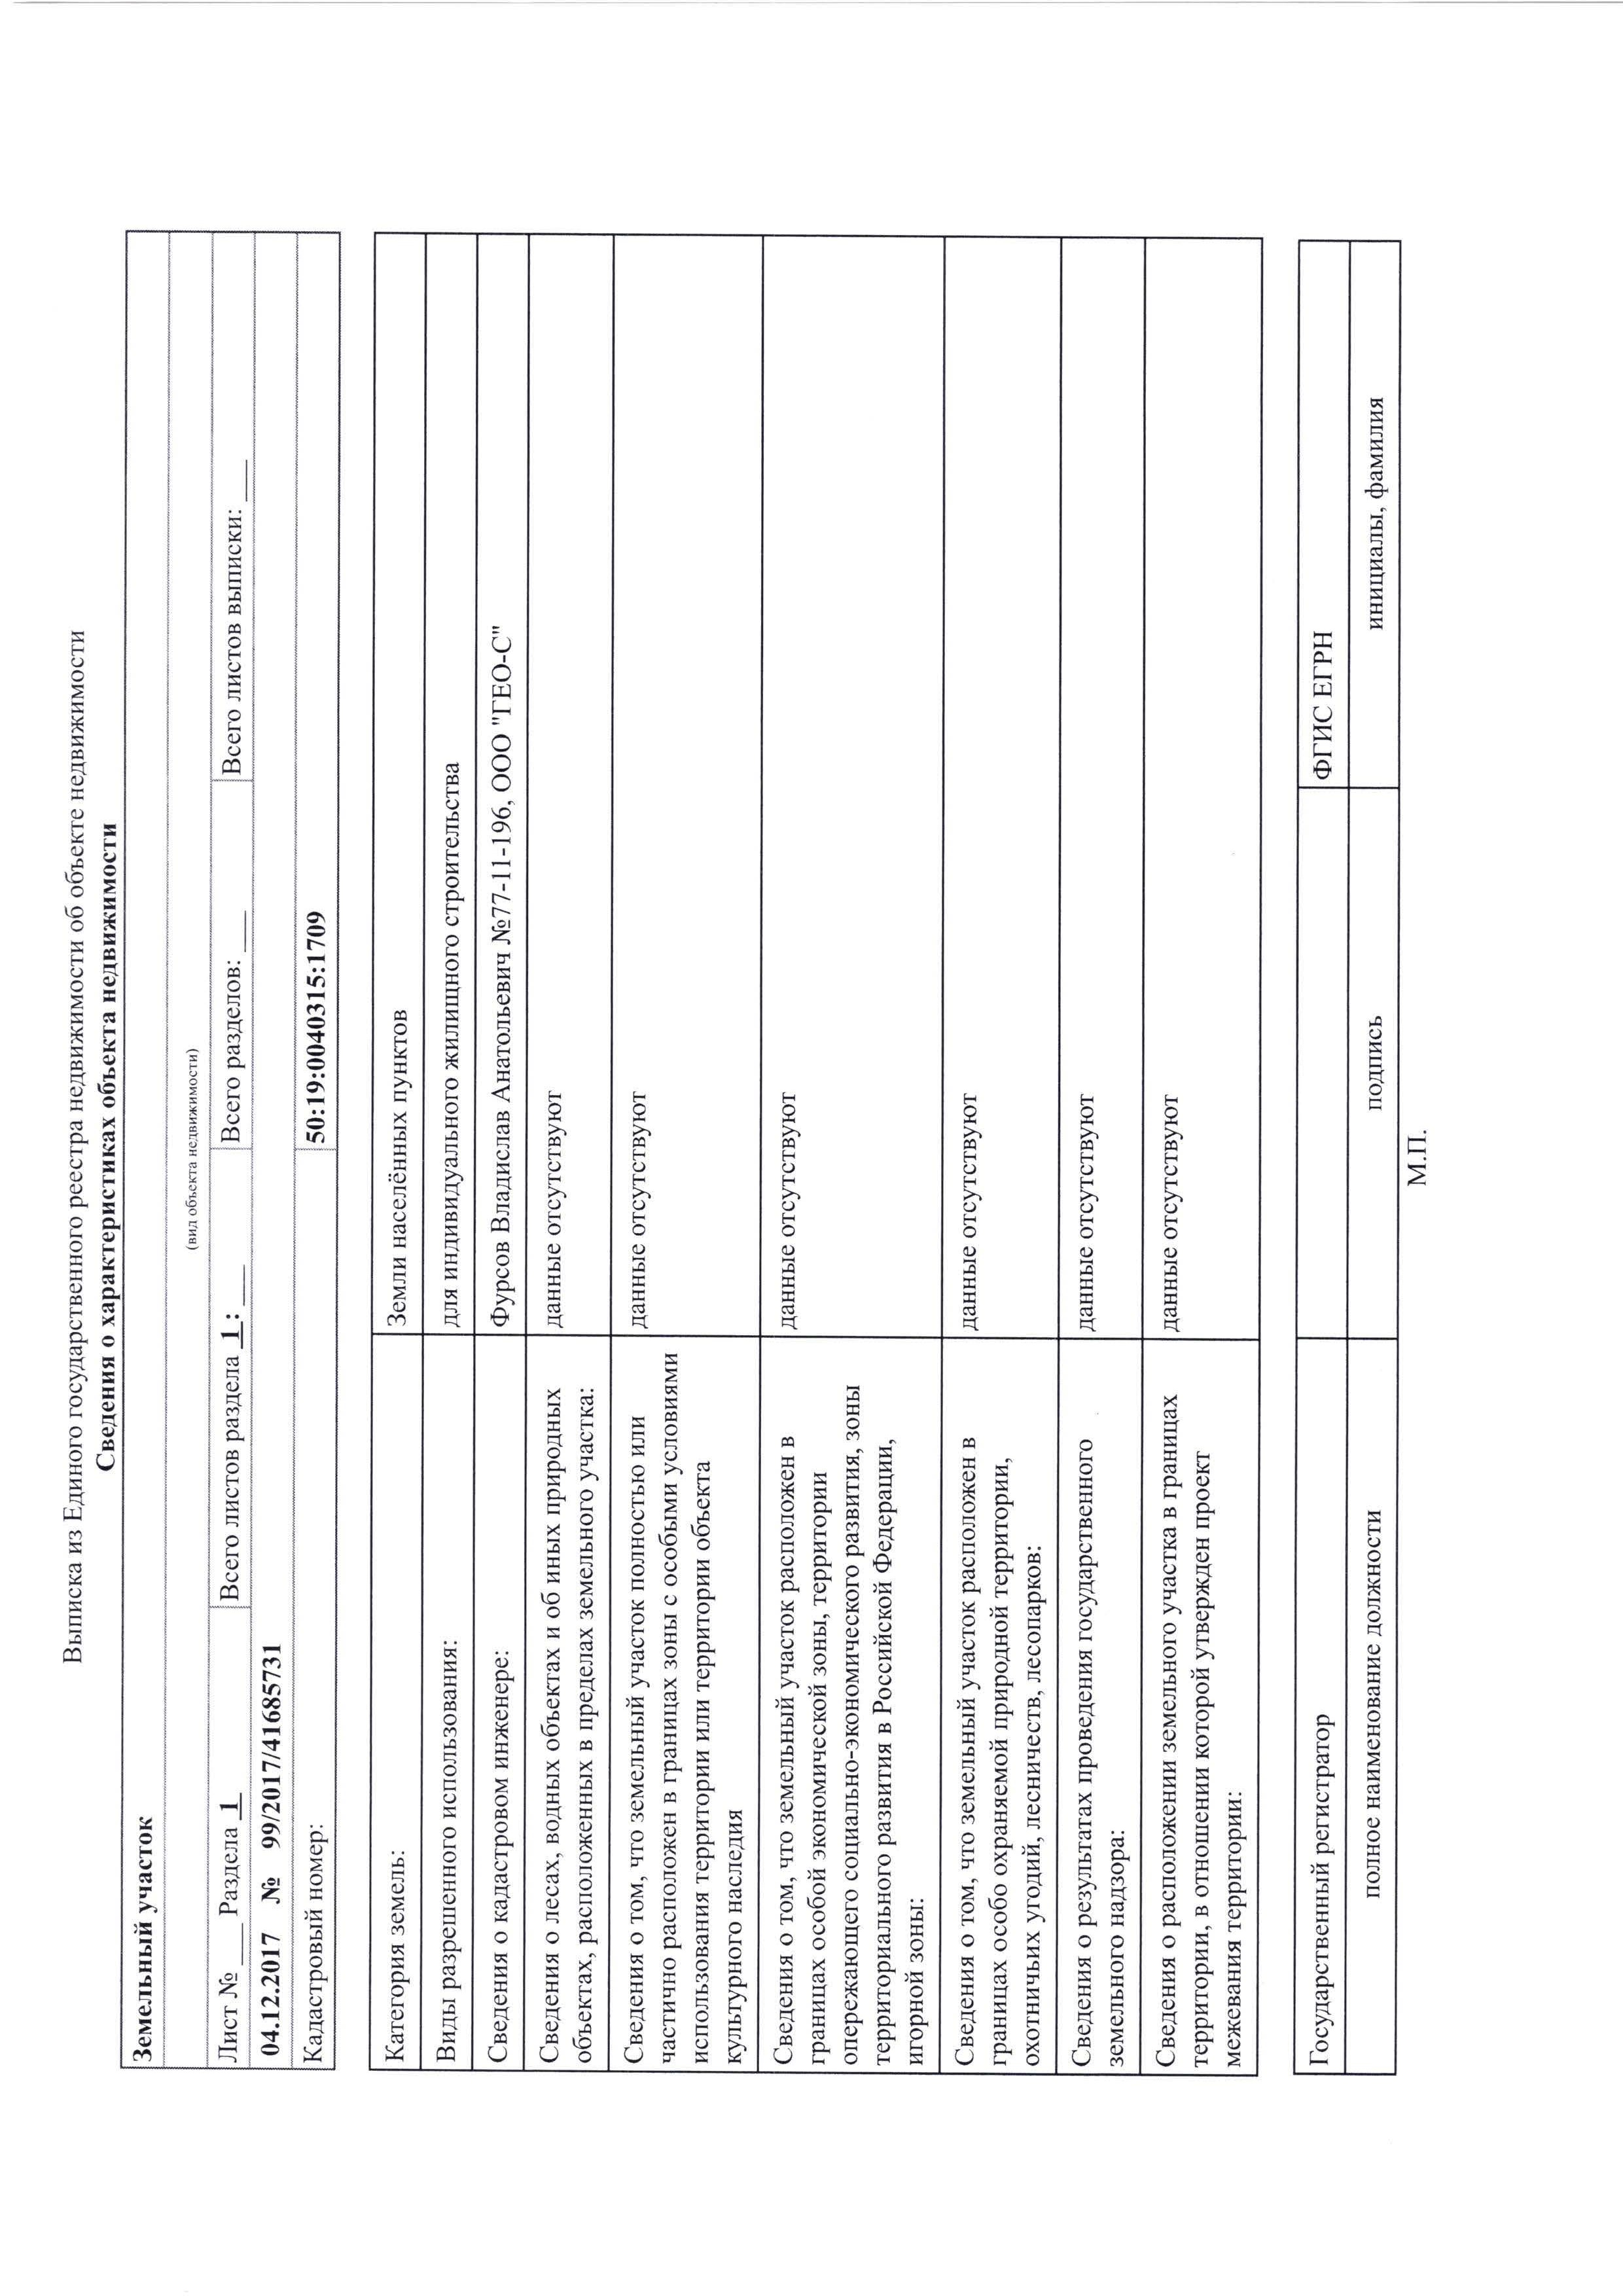 Выписка из Единого государственного реестра недвижимости об объекте недвижимости
Сведения о характеристиках объекта недвижимости
Земельный участок
(вид объекта недвижимости)
Лист № ___ Раздела 1 Всего листов раздела 1 : ___ Всего разделов: ___ Всего листов выписки: ___
04.12.2017 № 99/2017/41685731
Кадастровый номер: 50:19:0040315:1709
Категория земель: Земли населённых пунктов
Виды разрешенного использования: для индивидуального жилищного строительства
Сведения о кадастровом инженере: Фурсов Владислав Анатольевич №77-11-196, ООО "ГЕО-С"
Сведения о лесах, водных объектах и об иных природных
объектах, расположенных в пределах земельного участка:
данные отсутствуют
Сведения о том, что земельный участок полностью или
частично расположен в границах зоны с особыми условиями
использования территории или территории объекта
культурного наследия
данные отсутствуют
Сведения о том, что земельный участок расположен в
границах особой экономической зоны, территории
опережающего социально-экономического развития, зоны
территориального развития в Российской Федерации,
игорной зоны:
данные отсутствуют
Сведения о том, что земельный участок расположен в
границах особо охраняемой природной территории,
охотничьих угодий, лесничеств, лесопарков:
данные отсутствуют
Сведения о результатах проведения государственного
земельного надзора:
данные отсутствуют
Сведения о расположении земельного участка в границах
территории, в отношении которой утвержден проект
межевания территории:
данные отсутствуют
Государственный регистратор ФГИС ЕГРН
полное наименование должности подпись инициалы, фамилия
М.П.